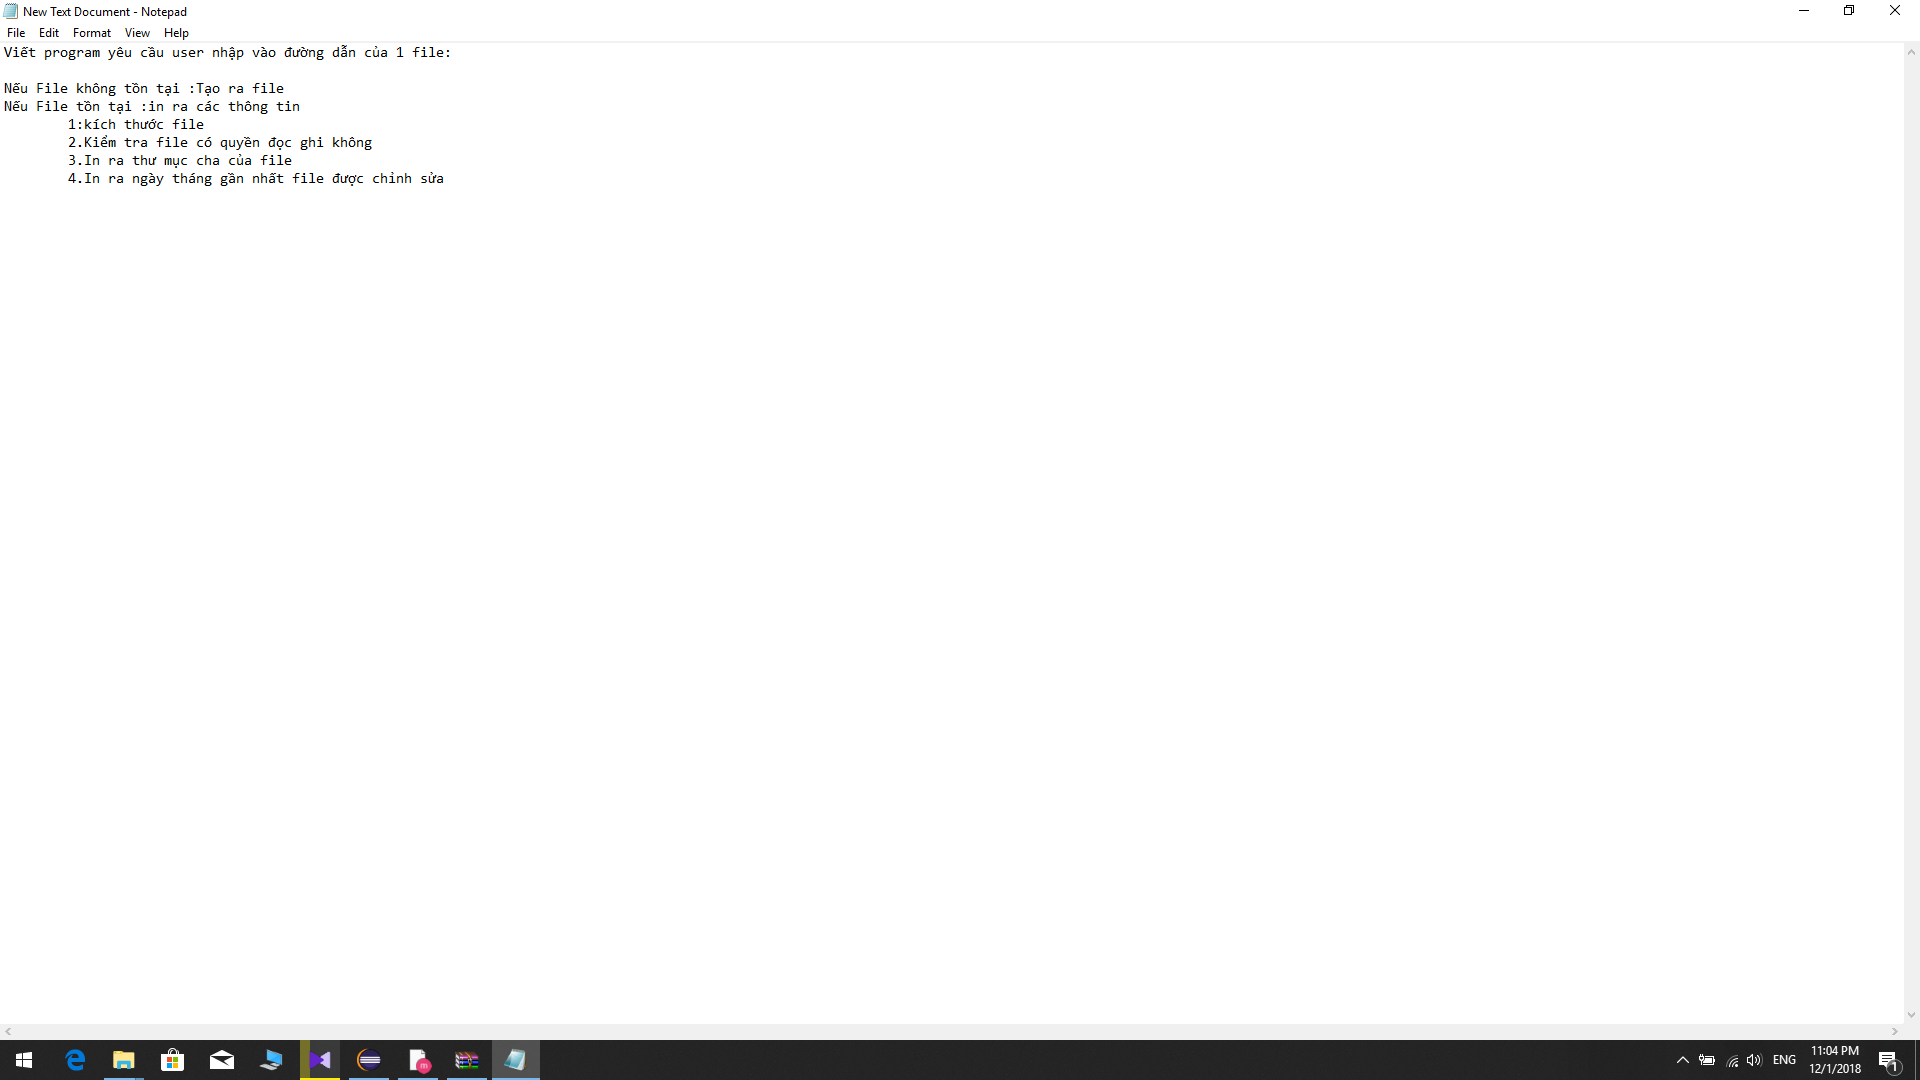 New Text Document - Notepad
File Edit Format View Help
Viết program yêu cầu user nhập vào đường dẫn của 1 file:
Nếu File không tồn tại :Tạo ra file
Nếu File tồn tại :in ra các thông tin
1:kích thước file
2.Kiểm tra file có quyền đọc ghi không
3.In ra thư mục cha của file
4.In ra ngày tháng gần nhất file được chỉnh sửa
m
ENG
11:04 PM
12/1/2018
1